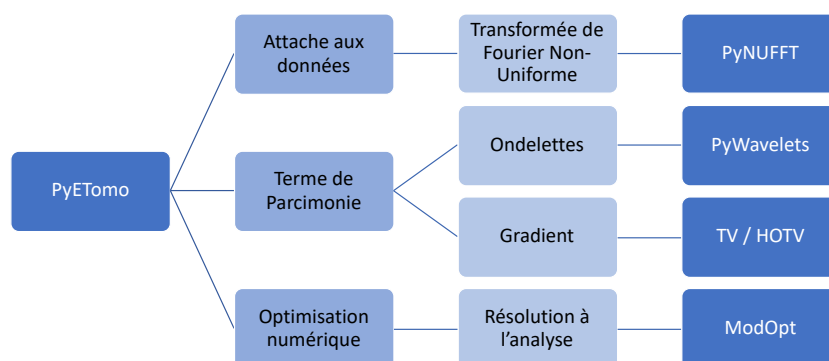 Attache aux
données
Transformée de
Fourier Non-
Uniforme
PyNUFFT
PyETomo
Terme de
Parcimonie
Ondelettes
PyWavelets
Gradient
TV / HOTV
Optimisation
numérique
Résolution à
l’analyse
ModOpt